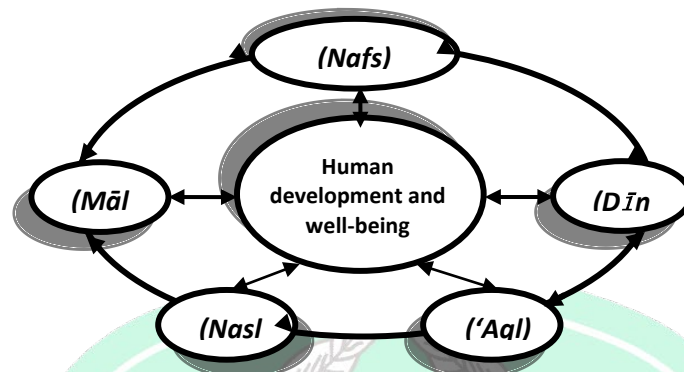 (Nafs)
Human
development and
well-being
(Māl
(Dīn
(Nasl
(‘Aql)